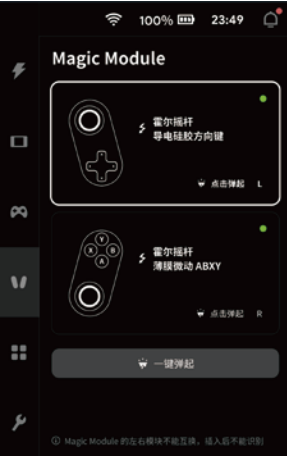 100% 23:49
Magic Module
霍尔摇杆
导电硅胶方向键
点击弹起 L
Y
X B
A
霍尔摇杆
薄膜微动 ABXY
点击弹起 R
一键弹起
Magic Module 的左右模块不能互换，插入后不能识别